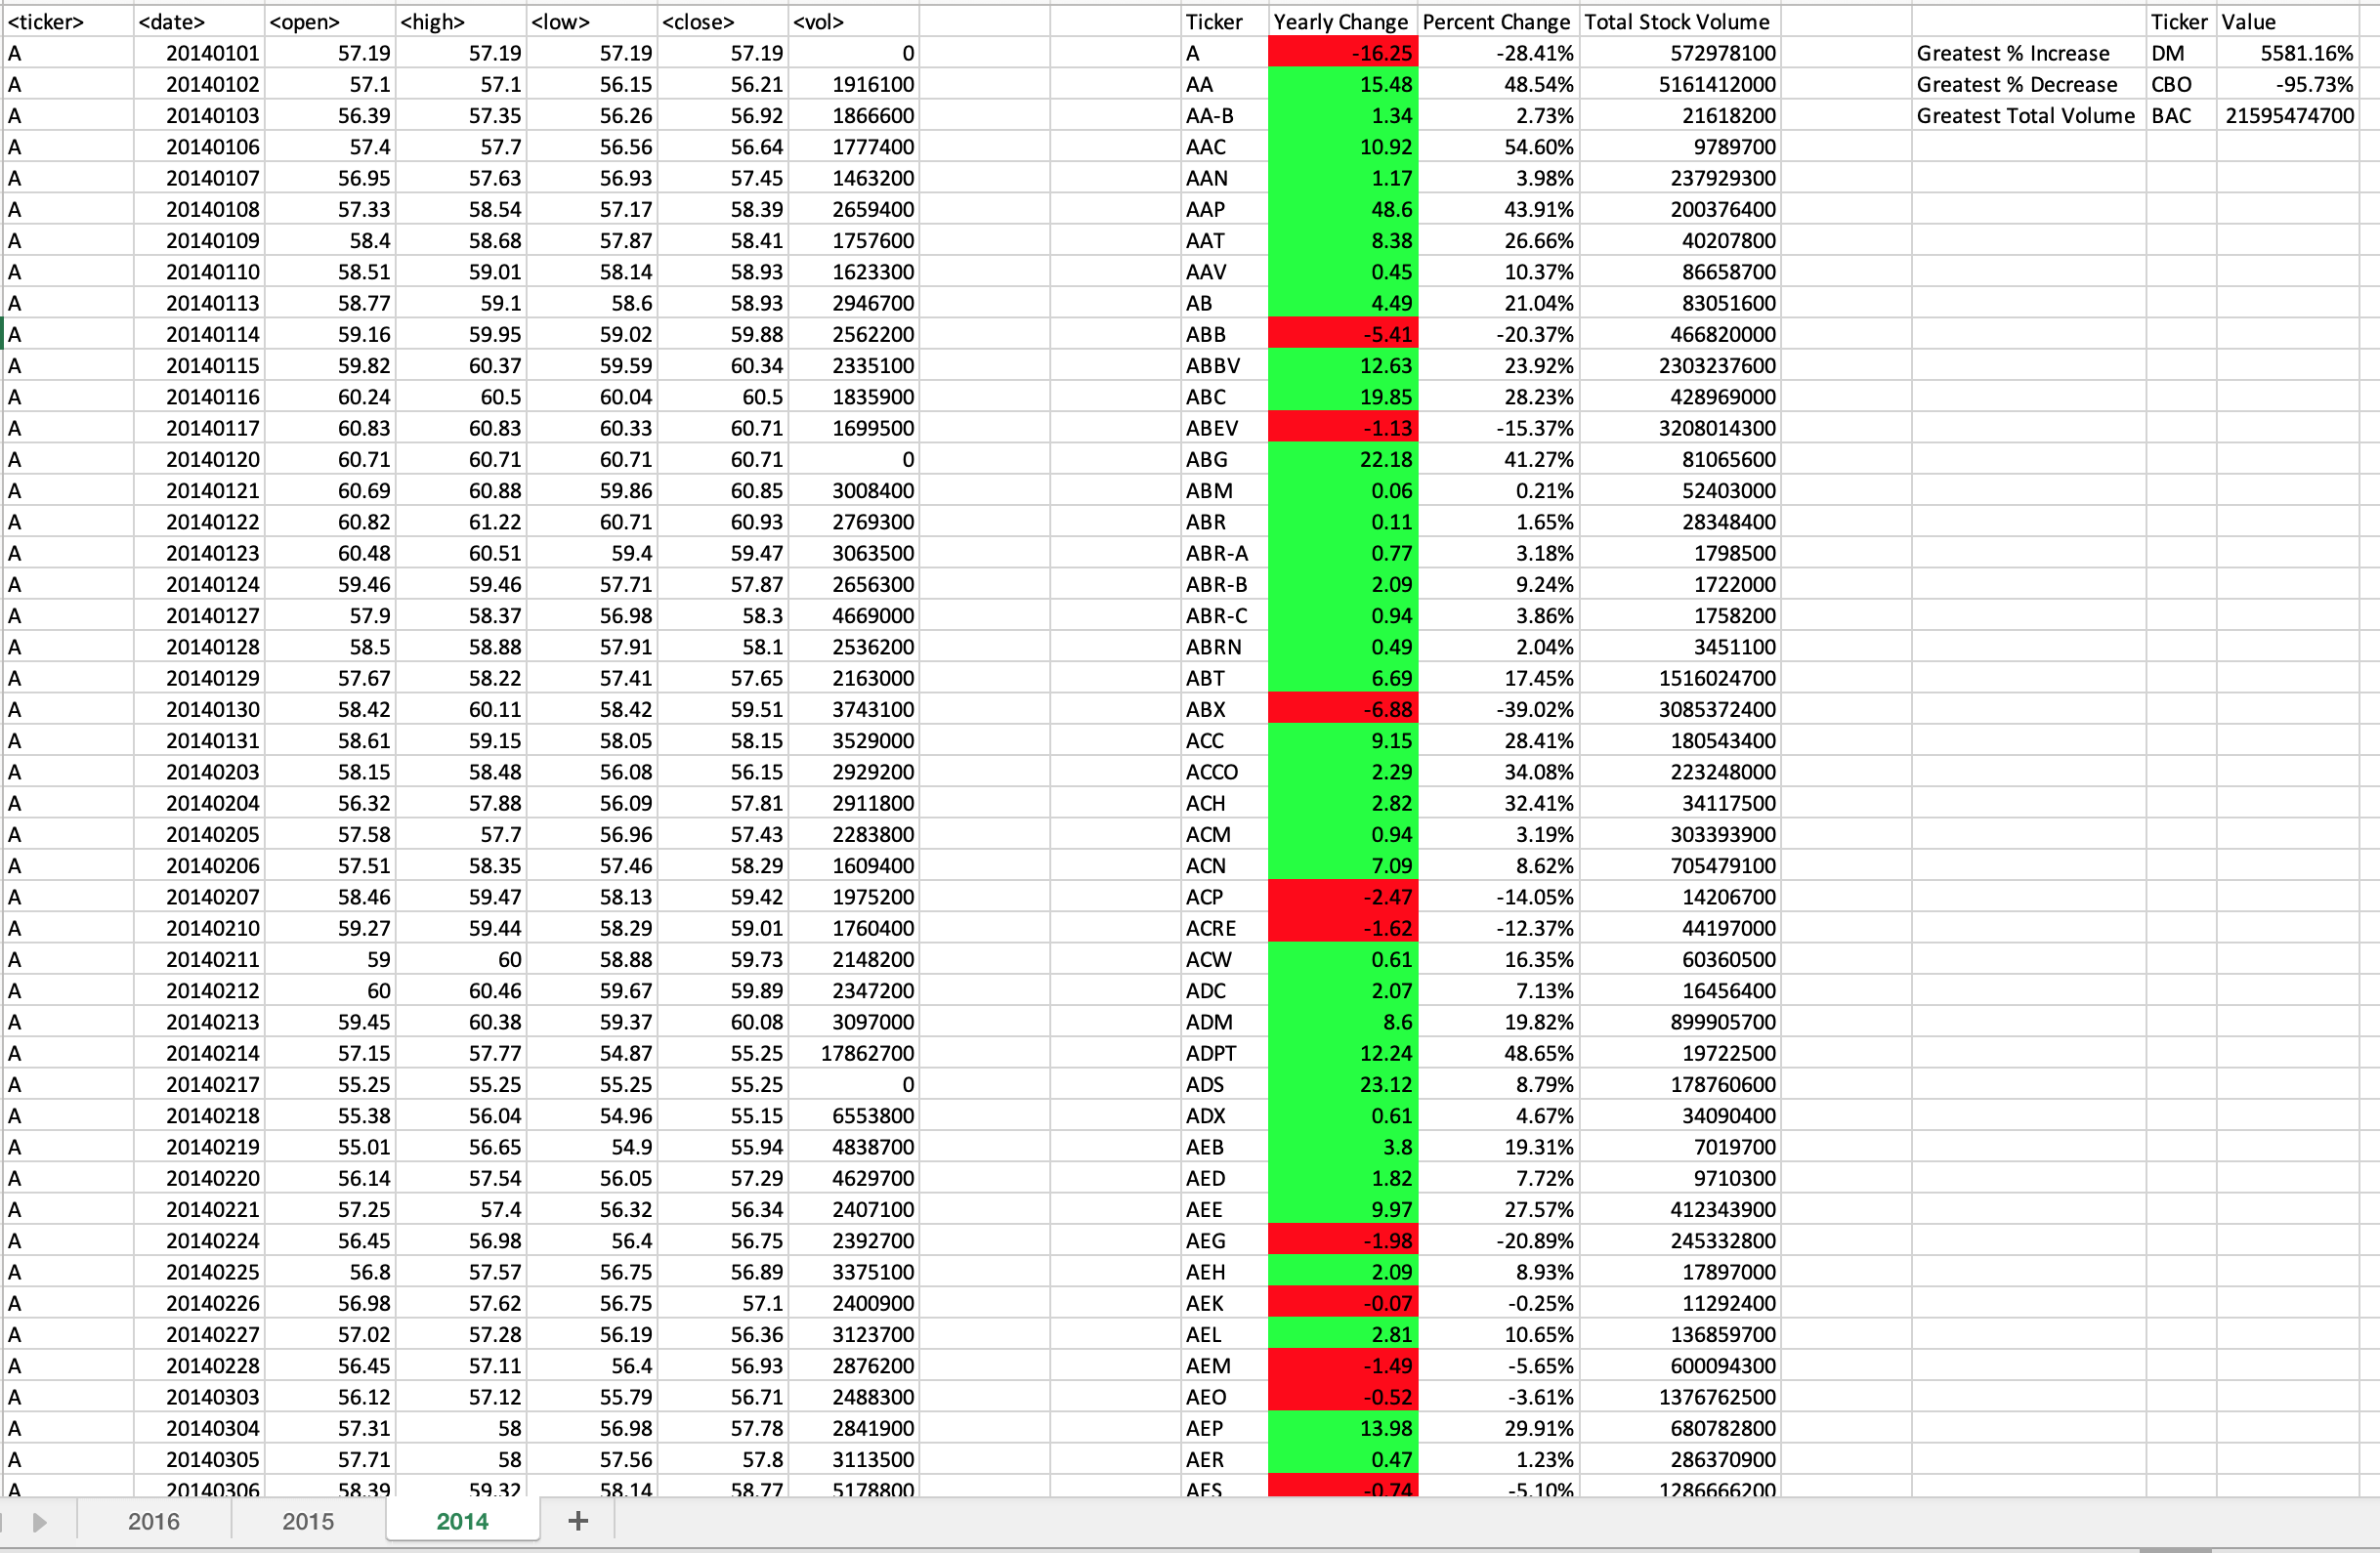 <ticker> <date> <open> <high> <low> <close> <vol> Ticker Yearly Change Percent Change Total Stock Volume Ticker Value
A 20140101 57.19 57.19 57.19 57.19 0 A -16.25 -28.41% 572978100 Greatest % Increase DM 5581.16%
A 20140102 57.1 57.1 56.15 56.21 1916100 AA 15.48 48.54% 5161412000 Greatest % Decrease CBO -95.73%
A 20140103 56.39 57.35 56.26 56.92 1866600 AA-B 1.34 2.73% 21618200 Greatest Total Volume BAC 21595474700
A 20140106 57.4 57.7 56.56 56.64 1777400 AAC 10.92 54.60% 9789700
A 20140107 56.95 57.63 56.93 57.45 1463200 AAN 1.17 3.98% 237929300
A 20140108 57.33 58.54 57.17 58.39 2659400 AAP 48.6 43.91% 200376400
A 20140109 58.4 58.68 57.87 58.41 1757600 AAT 8.38 26.66% 40207800
A 20140110 58.51 59.01 58.14 58.93 1623300 AAV 0.45 10.37% 86658700
A 20140113 58.77 59.1 58.6 58.93 2946700 AB 4.49 21.04% 83051600
A 20140114 59.16 59.95 59.02 59.88 2562200 ABB -5.41 -20.37% 466820000
A 20140115 59.82 60.37 59.59 60.34 2335100 ABBV 12.63 23.92% 2303237600
A 20140116 60.24 60.5 60.04 60.5 1835900 ABC 19.85 28.23% 428969000
A 20140117 60.83 60.83 60.33 60.71 1699500 ABEV -1.13 -15.37% 3208014300
A 20140120 60.71 60.71 60.71 60.71 0 ABG 22.18 41.27% 81065600
A 20140121 60.69 60.88 59.86 60.85 3008400 ABM 0.06 0.21% 52403000
A 20140122 60.82 61.22 60.71 60.93 2769300 ABR 0.11 1.65% 28348400
A 20140123 60.48 60.51 59.4 59.47 3063500 ABR-A 0.77 3.18% 1798500
A 20140124 59.46 59.46 57.71 57.87 2656300 ABR-B 2.09 9.24% 1722000
A 20140127 57.9 58.37 56.98 58.3 4669000 ABR-C 0.94 3.86% 1758200
A 20140128 58.5 58.88 57.91 58.1 2536200 ABRN 0.49 2.04% 3451100
A 20140129 57.67 58.22 57.41 57.65 2163000 ABT 6.69 17.45% 1516024700
A 20140130 58.42 60.11 58.42 59.51 3743100 ABX -6.88 -39.02% 3085372400
A 20140131 58.61 59.15 58.05 58.15 3529000 ACC 9.15 28.41% 180543400
A 20140203 58.15 58.48 56.08 56.15 2929200 ACCO 2.29 34.08% 223248000
A 20140204 56.32 57.88 56.09 57.81 2911800 ACH 2.82 32.41% 34117500
A 20140205 57.58 57.7 56.96 57.43 2283800 ACM 0.94 3.19% 303393900
A 20140206 57.51 58.35 57.46 58.29 1609400 ACN 7.09 8.62% 705479100
A 20140207 58.46 59.47 58.13 59.42 1975200 ACP -2.47 -14.05% 14206700
A 20140210 59.27 59.44 58.29 59.01 1760400 ACRE -1.62 -12.37% 44197000
A 20140211 59 60 58.88 59.73 2148200 ACW 0.61 16.35% 60360500
A 20140212 60 60.46 59.67 59.89 2347200 ADC 2.07 7.13% 16456400
A 20140213 59.45 60.38 59.37 60.08 3097000 ADM 8.6 19.82% 899905700
A 20140214 57.15 57.77 54.87 55.25 17862700 ADPT 12.24 48.65% 19722500
A 20140217 55.25 55.25 55.25 55.25 0 ADS 23.12 8.79% 178760600
A 20140218 55.38 56.04 54.96 55.15 6553800 ADX 0.61 4.67% 34090400
A 20140219 55.01 56.65 54.9 55.94 4838700 AEB 3.8 19.31% 7019700
A 20140220 56.14 57.54 56.05 57.29 4629700 AED 1.82 7.72% 9710300
A 20140221 57.25 57.4 56.32 56.34 2407100 AEE 9.97 27.57% 412343900
A 20140224 56.45 56.98 56.4 56.75 2392700 AEG -1.98 -20.89% 245332800
A 20140225 56.8 57.57 56.75 56.89 3375100 AEH 2.09 8.93% 17897000
A 20140226 56.98 57.62 56.75 57.1 2400900 AEK -0.07 -0.25% 11292400
A 20140227 57.02 57.28 56.19 56.36 3123700 AEL 2.81 10.65% 136859700
A 20140228 56.45 57.11 56.4 56.93 2876200 AEM -1.49 -5.65% 600094300
A 20140303 56.12 57.12 55.79 56.71 2488300 AEO -0.52 -3.61% 1376762500
A 20140304 57.31 58 56.98 57.78 2841900 AEP 13.98 29.91% 680782800
A 20140305 57.71 58 57.56 57.8 3113500 AER 0.47 1.23% 286370900
A 20140306 58.39 59.32 58.14 58.77 5178800 AES -0.74 -5.10% 1286666200
2016 2015 2014 +